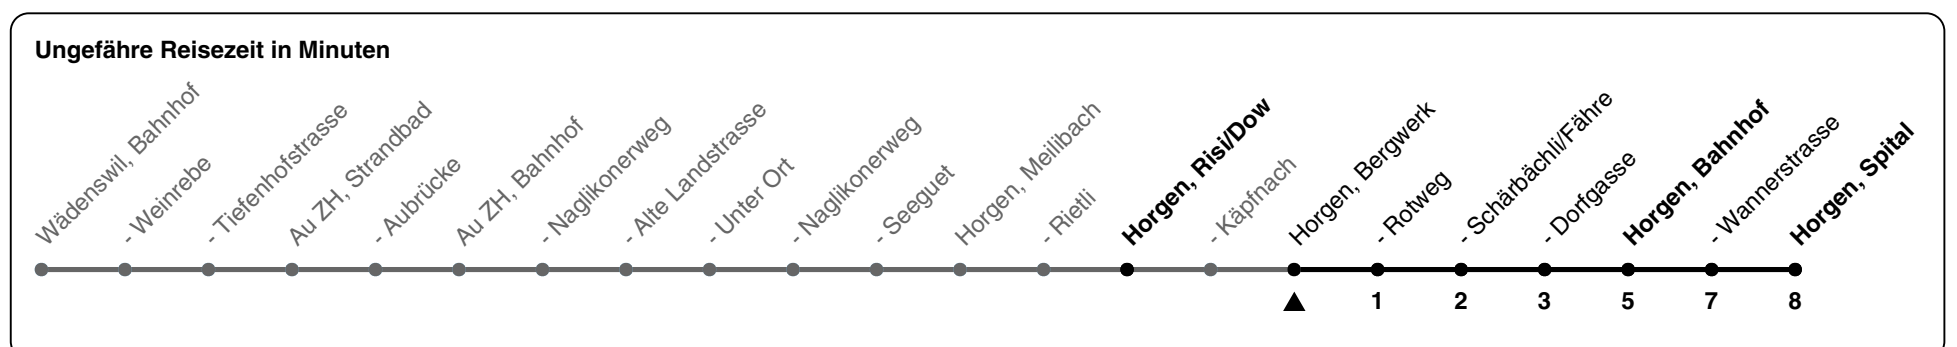 Ungefähre Reisezeit in Minuten
Wädenswil, Bahnhof
- Weinrebe
- Tiefenhofstrasse
Au ZH, Strandbad
- Aubrücke
Au ZH, Bahnhof
- Naglikonerweg
- Alte Landstrasse
- Unter Ort
- Naglikonerweg
- Seeguet
Horgen, Meilibach
- Rietli
Horgen, Risi/Dow
- Käpfnach
Horgen, Bergwerk
- Rotweg
- Schärbächli/Fähre
- Dorfgasse
Horgen, Bahnhof
- Wannerstrasse
Horgen, Spital
1 2 3 5 7 8